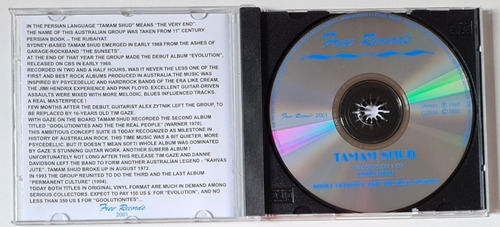 IN THE PERSIAN LANGUAGE "TAMAM SHUD" MEANS "THE VERY END".
THE NAME OF THIS AUSTRALIAN GROUP WAS TAKEN FROM 11" CENTURY
PERSIAN BOOK – THE RUBAIYAT.
SYDNEY-BASED TAMAM SHUD EMERGED IN EARLY 1968 FROM THE ASHES OF
GARAGE-ROCKBAND "THE SUNSETS".
AT THE END OF THAT YEAR THE GROUP MADE THE DEBUT ALBUM "EVOLUTION",
RELEASED ON CBS IN EARLY 1969.
RECORDED IN TWO AND A HALF HOURS, WAS IT NEVER THE LESS ONE OF THE
FIRST AND BEST ROCK ALBUMS PRODUCED IN AUSTRALIA.THE MUSIC WAS
INSPIRED BY PSYCEDELLIC AND HARDROCK BANDS OF THE ERA LIKE CREAM,
THE JIMI HENDRIX EXPERIENCE AND PINK FLOYD. EXCELLENT GUITAR-DRIVEN
ASSAULTS WERE MIXED WITH MORE MELODIC, BLUES INFLUENCED TRACKS.
A REAL MASTERPIECE !
FEW MONTHS AFTER THE DEBUT, GUITARIST ALEX ZYTNIK LEFT THE GROUP,
TO BE REPLACED BY 16-YEARS OLD TIM GAZE.
WITH GAZE ON THE BOARD TAMAM SHUD RECORDED THE SECOND ALBUM
TITLED "GOOLUTIONITES AND THE THE REAL PEOPLE" (WARNER 1970).
THIS AMBITIOUS CONCEPT SUITE IS TODAY RECOGNIZED AS MILESTONE IN
HISTORY OF AUSTRALIAN ROCK. THIS TIME MUSIC WAS A BIT QUIETER, MORE
PSYCEDELLIC. BUT IT DOESN'T MEAN SOFT! WHOLE ALBUM WAS DOMINATED
BY GAZE'S STUNNING GUITAR WORK. ANOTHER SUBERB ALBUM !
UNFORTUNATELY NOT LONG AFTER THIS RELEASE TIM GAZE AND DANNIE
DAVIDSON LEFT THE BAND TO FORM ANOTHER AUSTRALIAN LEGEND - "KAHVAS
JUTE". TAMAM SHUD BROKE UP IN AUGUST 1972.
IN 1993 THE GROUP REUNITED TO DO THE THIRD AND THE LAST ALBUM
"PERMANENT CULTURE" (1994).
TODAY BOTH TITLES IN ORIGINAL VINYL FORMAT ARE MUCH IN DEMAND AMONG
SERIOUS COLLECTORS. EXPECT TO PAY 150 US $ FOR "EVOLUTION", AND NO
LESS THAN 350 US $ FOR "GOOLUTIONITES".
Free Records
2001
Free Records
Free Records 2001
TAMAM SHUD